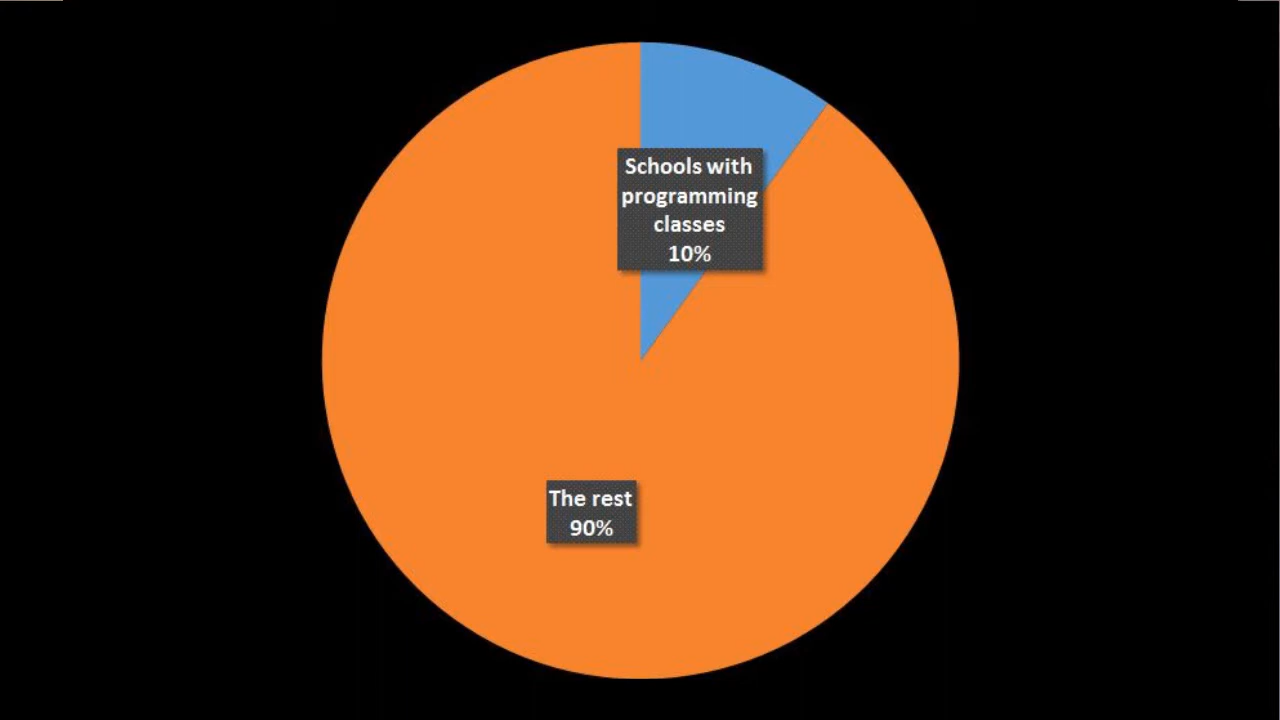 Schools with
programming
classes
10%
The rest
90%